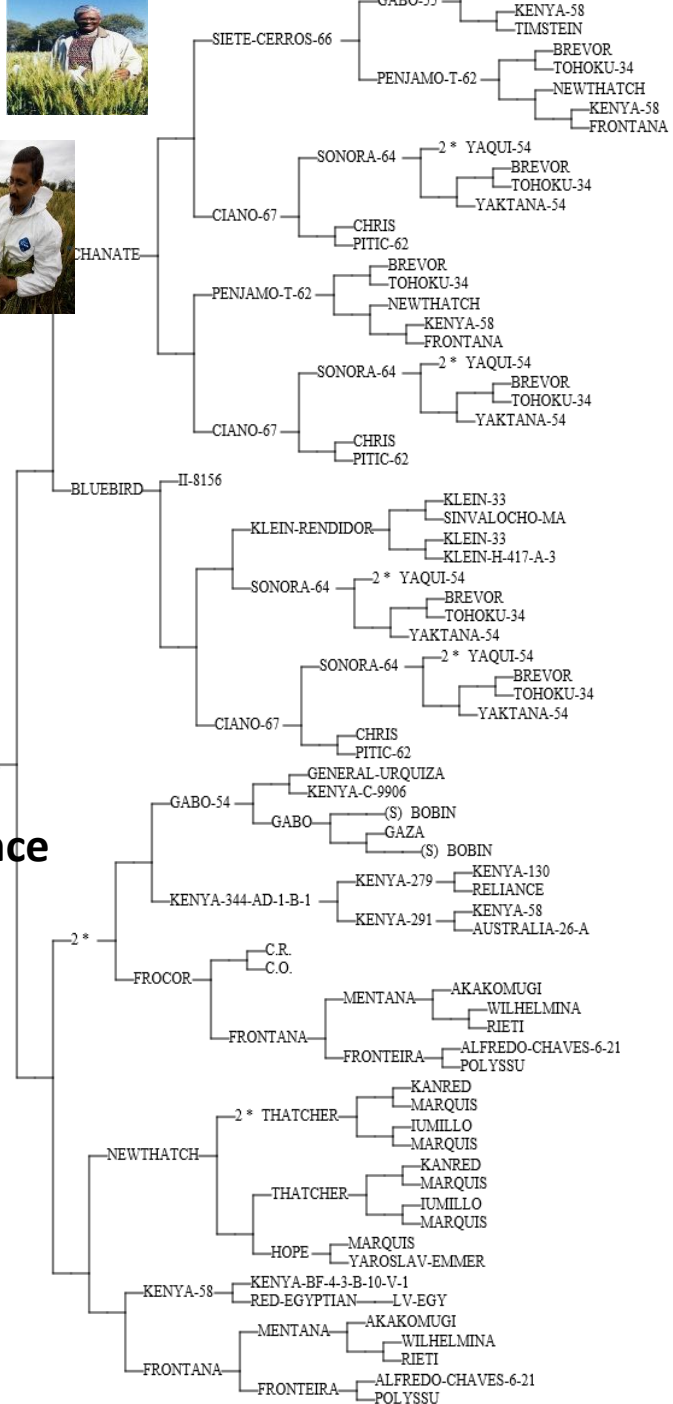 KENYA-58
TIMSTEIN
SIETE-CERROS-66
BREVOR
TOHOKU-34
PENJAMO-T-62
NEWTHATCH
KENYA-58
FRONTANA
2 * YAQUI-54
SONORA-64
BREVOR
TOHOKU-34
YAKTANA-54
CIANO-67
CHRIS
PITIC-62
CHANATE
BREVOR
TOHOKU-34
PENJAMO-T-62
NEWTHATCH
KENYA-58
FRONTANA
2 * YAQUI-54
SONORA-64
BREVOR
TOHOKU-34
YAKTANA-54
CIANO-67
CHRIS
PITIC-62
II-8156
BLUEBIRD
KLEIN-33
SINVALOCHO-MA
KLEIN-RENDIDOR
KLEIN-33
KLEIN-H-417-A-3
2 * YAQUI-54
SONORA-64
BREVOR
TOHOKU-34
YAKTANA-54
2 * YAQUI-54
SONORA-64
BREVOR
TOHOKU-34
YAKTANA-54
CIANO-67
CHRIS
PITIC-62
GENERAL-URQUIZA
KENYA-C-9906
GABO-54
(S) BOBIN
GABO
GAZA
(S) BOBIN
nce
KENYA-130
KENYA-279
RELIANCE
KENYA-344-AD-1-B-1
KENYA-58
KENYA-291
AUSTRALIA-26-A
2 *
C.R.
C.O.
FROCOR
AKAKOMUGI
MENTANA
WILHELMINA
RIETI
FRONTANA
ALFREDO-CHAVES-6-21
FRONTEIRA
POLYSSU
KANRED
MARQUIS
2 * THATCHER
IUMILLO
MARQUIS
NEWTHATCH
KANRED
MARQUIS
THATCHER
IUMILLO
MARQUIS
MARQUIS
HOPE
YAROSLAV-EMMER
KENYA-BF-4-3-B-10-V-1
KENYA-58
RED-EGYPTIAN LV-EGY
AKAKOMUGI
MENTANA
WILHELMINA
RIETI
FRONTANA
ALFREDO-CHAVES-6-21
FRONTEIRA
POLYSSU